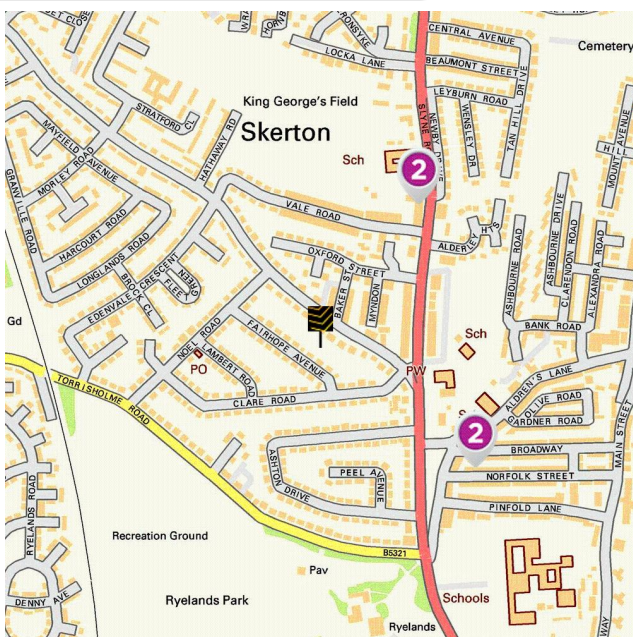 CENTRAL AVENUE
LOCKA LANE
BEAUMONT STREET
Cemetery
LEYBURN ROAD
TAN HILL DRIVE
WENSLEY DR
King George's Field
STRATFORD CL
HATHAWAY RD
Skerton
Sch
2
MOUNT AVENUE
HILL
MAYFIELD AVENUE
MORLEY ROAD
GRANVILLE ROAD
HARCOURT ROAD
LONGLANDS ROAD
VALE ROAD
ALDERLEY HTS
OXFORD STREET
BAKER ST
MYNDON
ASHBOURNE ROAD
ASHBOURNE DRIVE
CLARENDON ROAD
ALEXANDRA ROAD
EDENVALE CRESCENT
BROCK CL
FLEE
GREEN
Gd
BANK ROAD
Sch
NOEL ROAD
FAIRHOPE AVENUE
LAMBERT ROAD
PO
PW
CLARE ROAD
TORRISHOLME ROAD
ALDREN'S LANE
OLIVE ROAD
GARDNER ROAD
2
MAIN STREET
BROADWAY
ASHTON DRIVE
PEEL AVENUE
NORFOLK STREET
PINFOLD LANE
RYELANDS ROAD
Recreation Ground
B5321
Pav
DENNY AVE
Ryelands Park
Schools
Ryelands
WAY